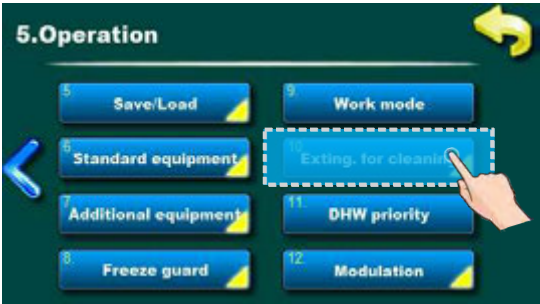 5.Operation
5 Save/Load
9. Work mode
6 Standard equipment
10. Exting. for cleanin
7 Additional equipment
11. DHW priority
8. Freeze guard
12. Modulation